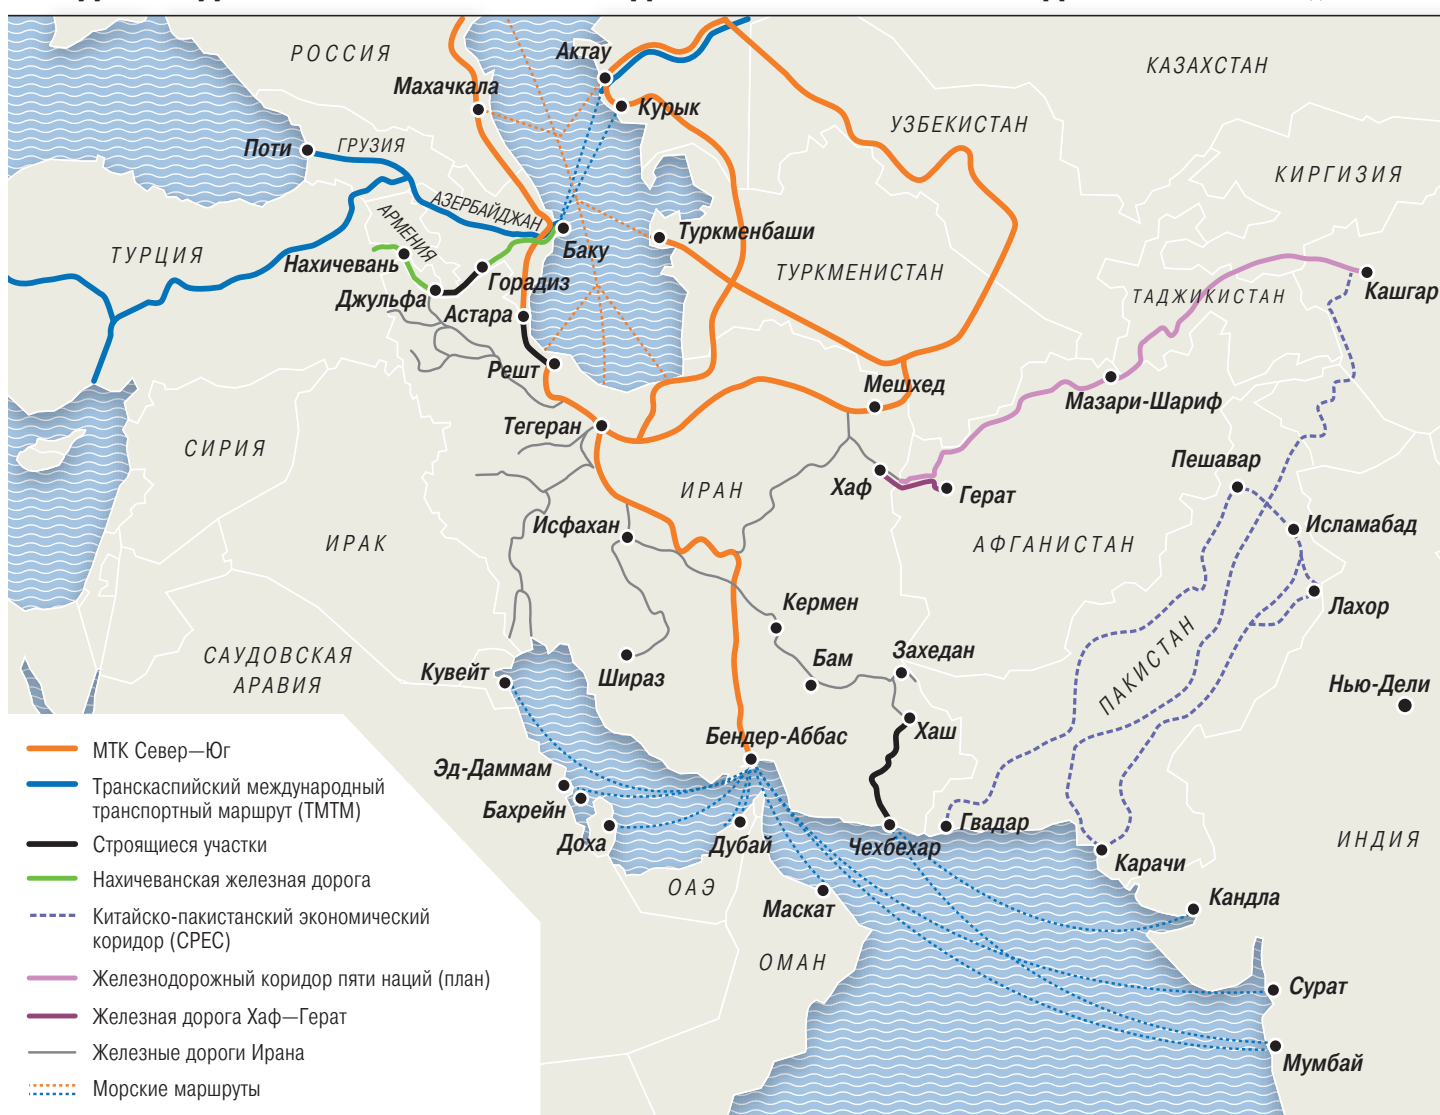 РОССИЯ
Актау
КАЗАХСТАН
Махачкала
Курык
УЗБЕКИСТАН
Поти
ГРУЗИЯ
КИРГИЗИЯ
АЗЕРБАЙДЖАН
АРМЕНИЯ
Баку
Туркменбаши
ТУРЦИЯ
Нахичевань
Горадиз
ТУРКМЕНИСТАН
Джульфа
Астара
ТАДЖИКИСТАН
Кашгар
Решт
Мешхед
Мазари-Шариф
Тегеран
СИРИЯ
Пешавар
ИРАН
Хаф
Герат
Исфахан
Исламабад
ИРАК
АФГАНИСТАН
Кермен
Лахор
САУДОВСКАЯ
АРАВИЯ
Кувейт
Шираз
Бам
Захедан
ПАКИСТАН
Нью-Дели
Хаш
Бендер-Аббас
Эд-Даммам
Бахрейн
Доха
Дубай
Чехбехар
Гвадар
Карачи
ИНДИЯ
ОАЭ
Маскат
Кандла
ОМАН
Сурат
Мумбай
МТК Север—Юг
Транскаспийский международный
транспортный маршрут (ТМТМ)
Строящиеся участки
Нахичеванская железная дорога
Китайско-пакистанский экономический
коридор (CPEC)
Железнодорожный коридор пяти наций (план)
Железная дорога Хаф—Герат
Железные дороги Ирана
Морские маршруты